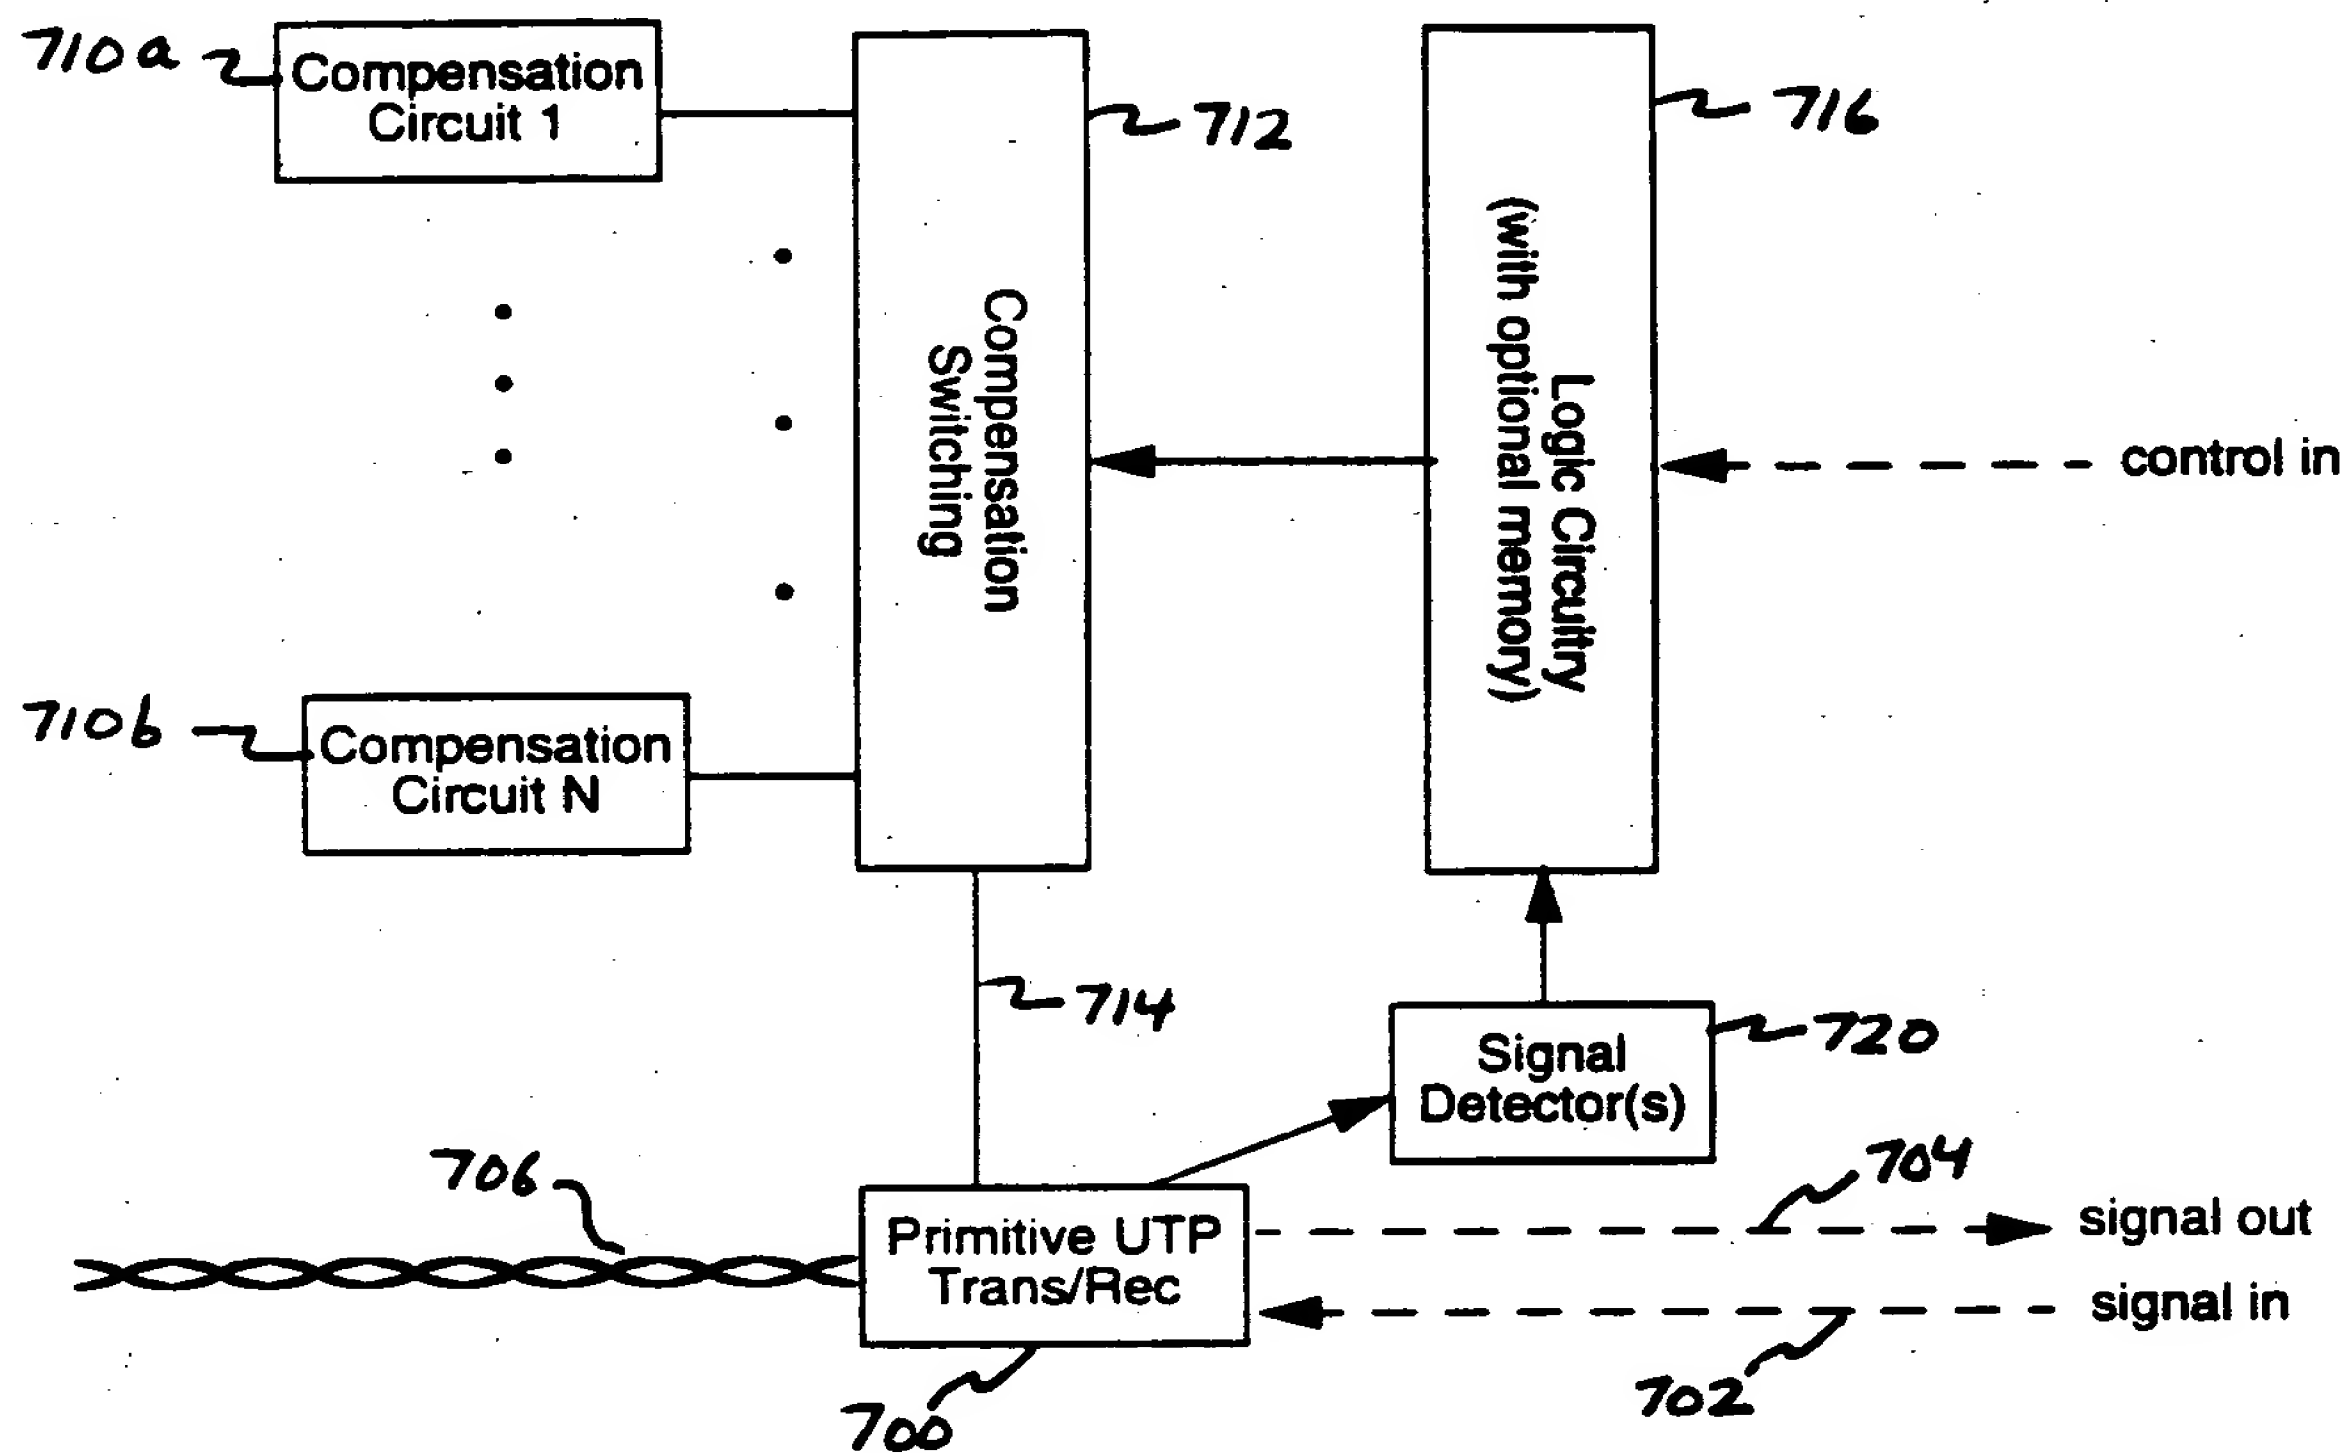 710a
Compensation
Circuit 1
712
716
Compensation
Switching
Logic Circuitry
(with optional memory)
control in
710b
Compensation
Circuit N
714
Signal
Detector(s)
720
706
704
Primitive UTP
Trans/Rec
signal out
signal in
700
702